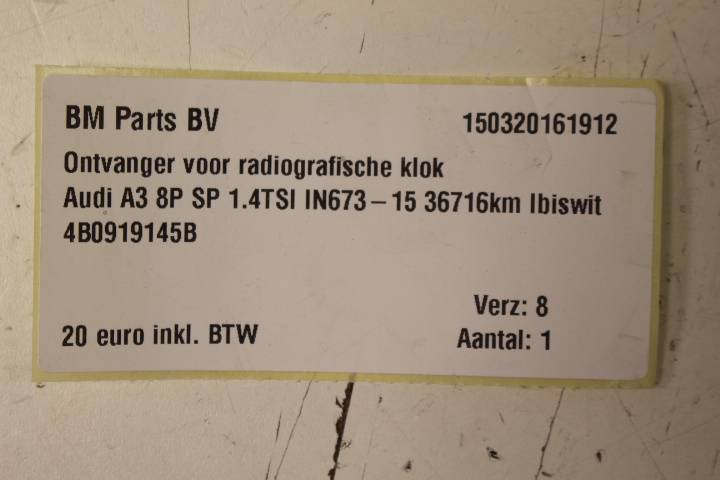 BM Parts BV 150320161912
Ontvanger voor radiografische klok
Audi A3 8P SP 1.4TSI IN673-15 36716km Ibiswit
4B0919145B
Verz: 8
20 euro inkl. BTW Aantal: 1